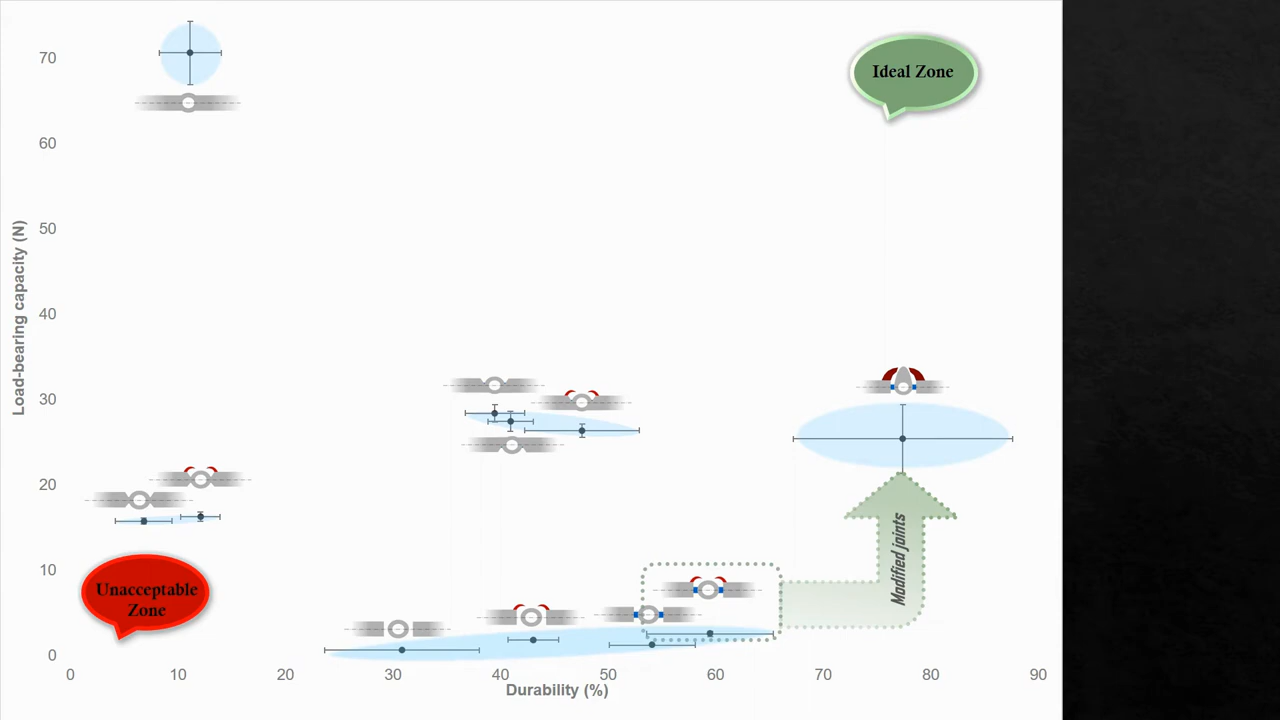 70
Ideal Zone
60
50
Load-bearing capacity (N)
40
30
20
Modified joints
10
Unacceptable
Zone
0
0 10 20 30 40 50 60 70 80 90
Durability (%)